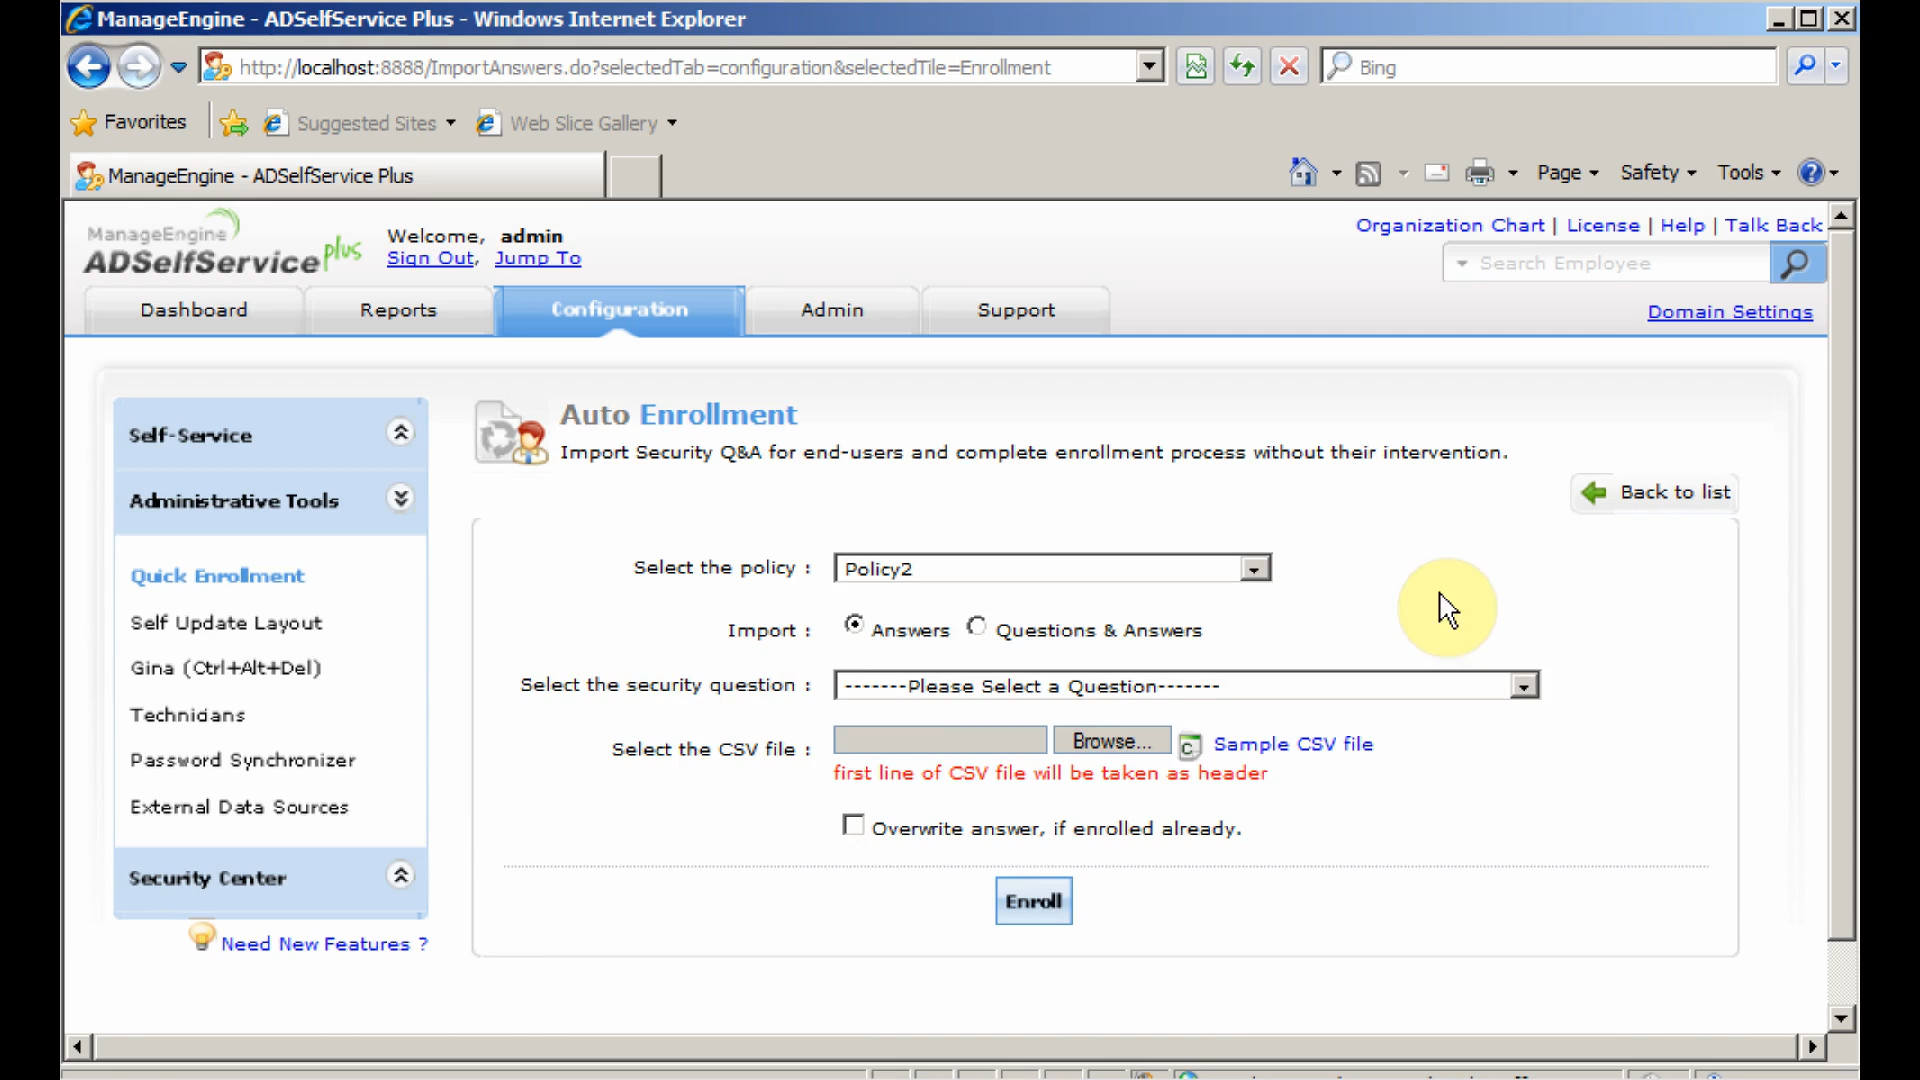 ManageEngine - ADSelfService Plus - Windows Internet Explorer
http://localhost:8888/ImportAnswers.do?selectedTab=configuration&selectedTile=Enrollment
Bing
Favorites
Suggested Sites
Web Slice Gallery
ManageEngine - ADSelfService Plus
Page
Safety
Tools
Organization Chart | License | Help | Talk Back
ManageEngine
ADSelfService plus
Welcome, admin
Sign Out, Jump To
Search Employee
Dashboard
Reports
Configuration
Admin
Support
Domain Settings
Self-Service
Administrative Tools
Quick Enrollment
Self Update Layout
Gina (Ctrl+Alt+Del)
Technicians
Password Synchronizer
External Data Sources
Security Center
Need New Features ?
Auto Enrollment
Import Security Q&A for end-users and complete enrollment process without their intervention.
Back to list
Select the policy : Policy2
Import : Answers Questions & Answers
Select the security question : -------Please Select a Question-------
Select the CSV file : Browse... Sample CSV file
first line of CSV file will be taken as header
Overwrite answer, if enrolled already.
Enroll